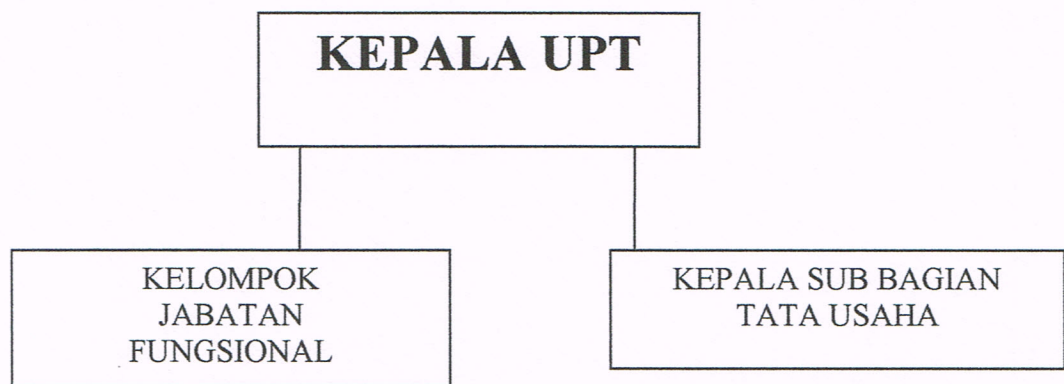 KEPALA UPT
KELOMPOK
JABATAN
FUNGSIONAL
KEPALA SUB BAGIAN
TATA USAHA